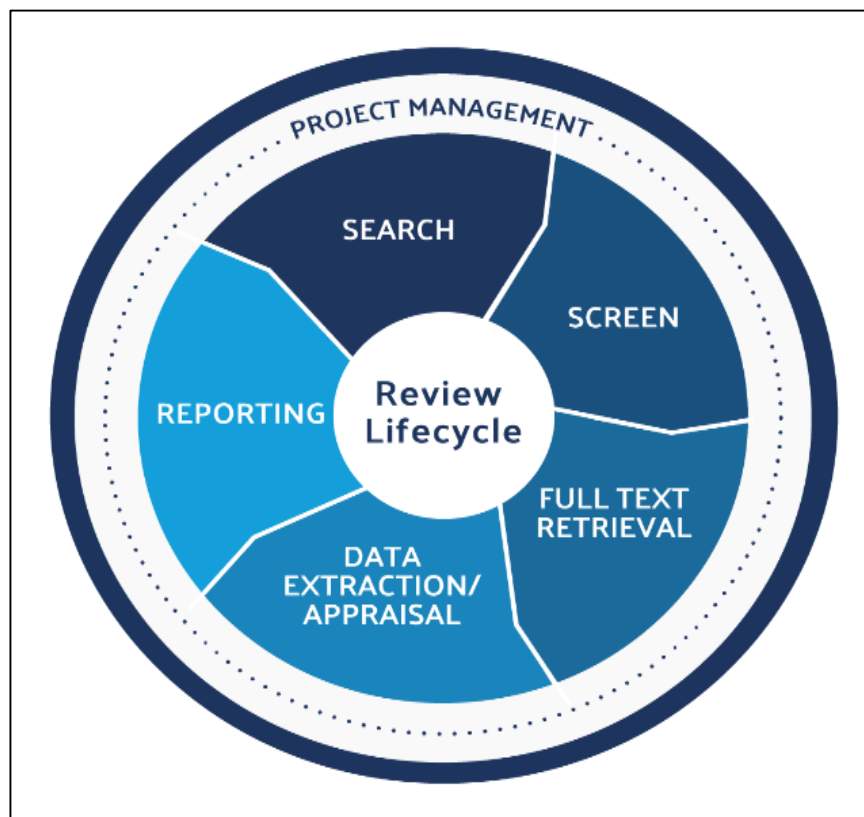 PROJECT MANAGEMENT
SEARCH
SCREEN
FULL TEXT
RETRIEVAL
DATA
EXTRACTION/
APPRAISAL
REPORTING
Review
Lifecycle